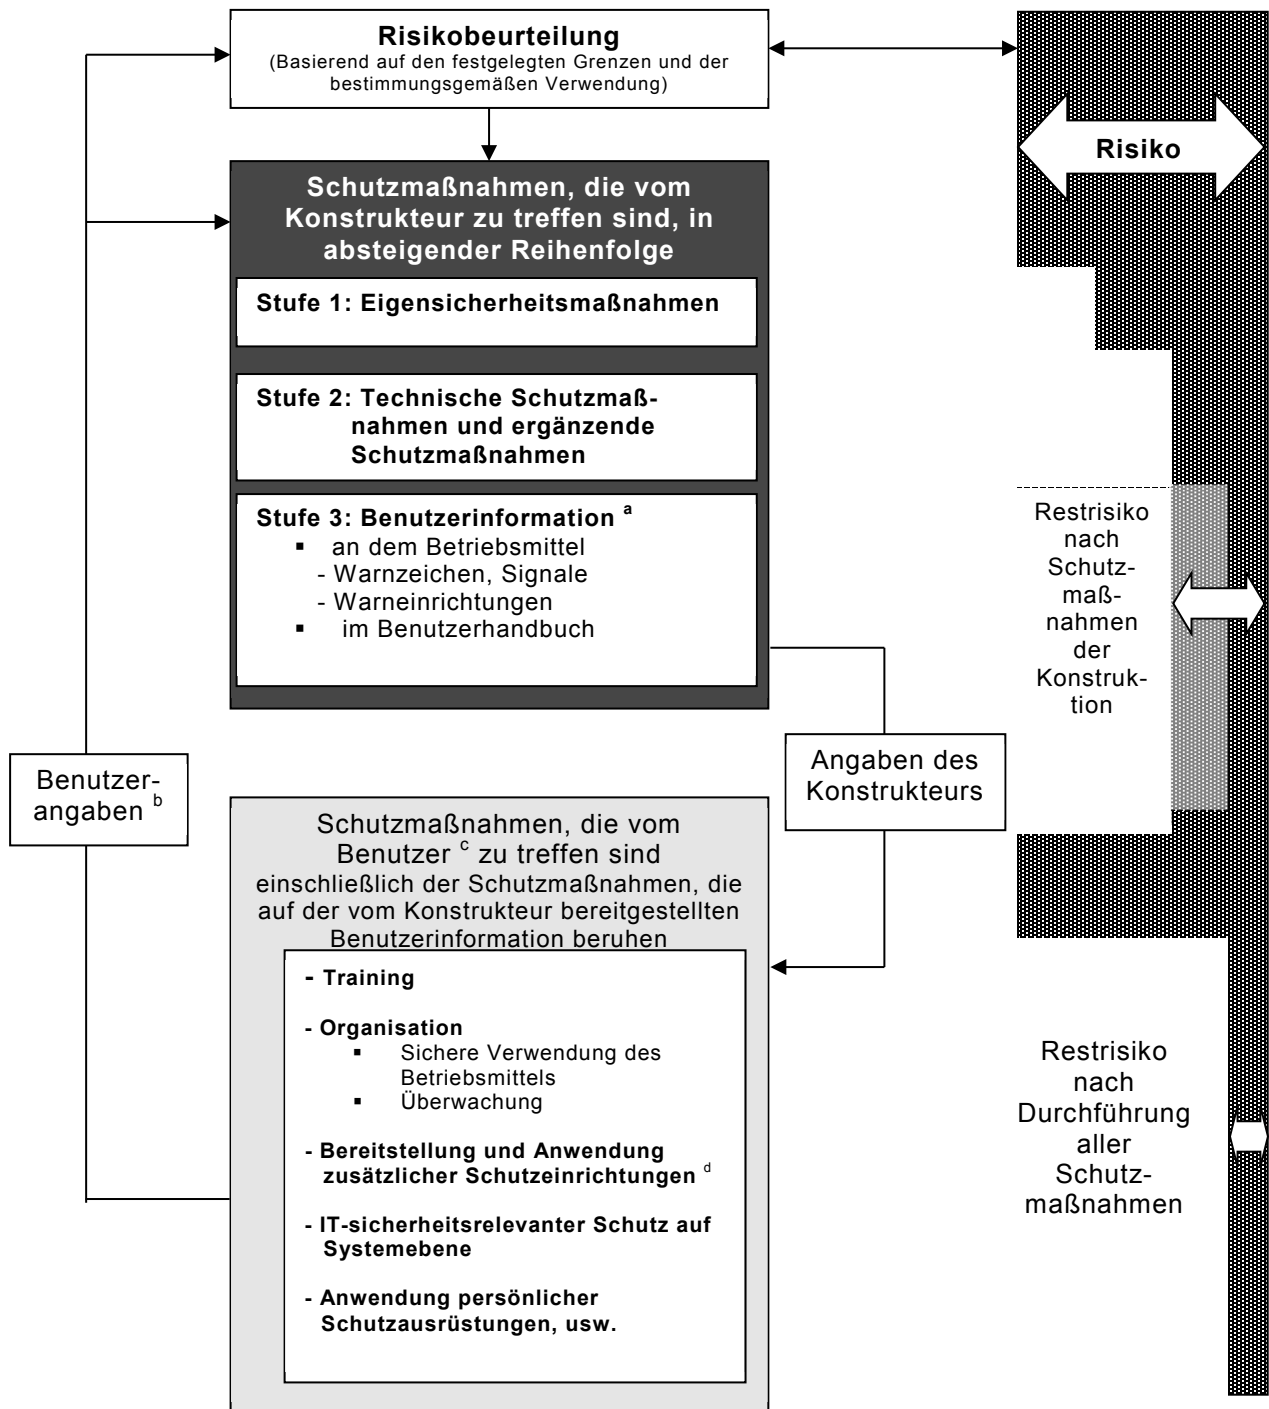 Risikobeurteilung
(Basierend auf den festgelegten Grenzen und der
bestimmungsgemäßen Verwendung)
Risiko
Schutzmaßnahmen, die vom
Konstrukteur zu treffen sind, in
absteigender Reihenfolge
Stufe 1: Eigensicherheitsmaßnahmen
Stufe 2: Technische Schutzmaß-
nahmen und ergänzende
Schutzmaßnahmen
Stufe 3: Benutzerinformation a
▪ an dem Betriebsmittel
- Warnzeichen, Signale
- Warneinrichtungen
▪ im Benutzerhandbuch
Restrisiko
nach
Schutz-
maß-
nahmen
der
Konstruk-
tion
Benutzer-
angaben b
Angaben des
Konstrukteurs
Schutzmaßnahmen, die vom
Benutzer c zu treffen sind
einschließlich der Schutzmaßnahmen, die
auf der vom Konstrukteur bereitgestellten
Benutzerinformation beruhen
- Training
- Organisation
▪ Sichere Verwendung des
Betriebsmittels
▪ Überwachung
- Bereitstellung und Anwendung
zusätzlicher Schutzeinrichtungen d
- IT-sicherheitsrelevanter Schutz auf
Systemebene
- Anwendung persönlicher
Schutzausrüstungen, usw.
Restrisiko
nach
Durchführung
aller
Schutz-
maßnahmen